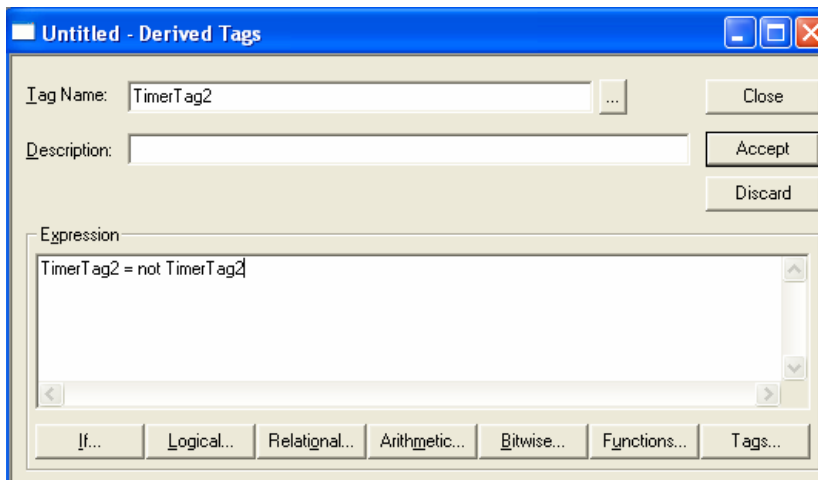 Untitled - Derived Tags
Tag Name: TimerTag2 ... Close
Description: Accept
Discard
Expression
TimerTag2 = not TimerTag2
If... Logical... Relational... Arithmetic... Bitwise... Functions... Tags...